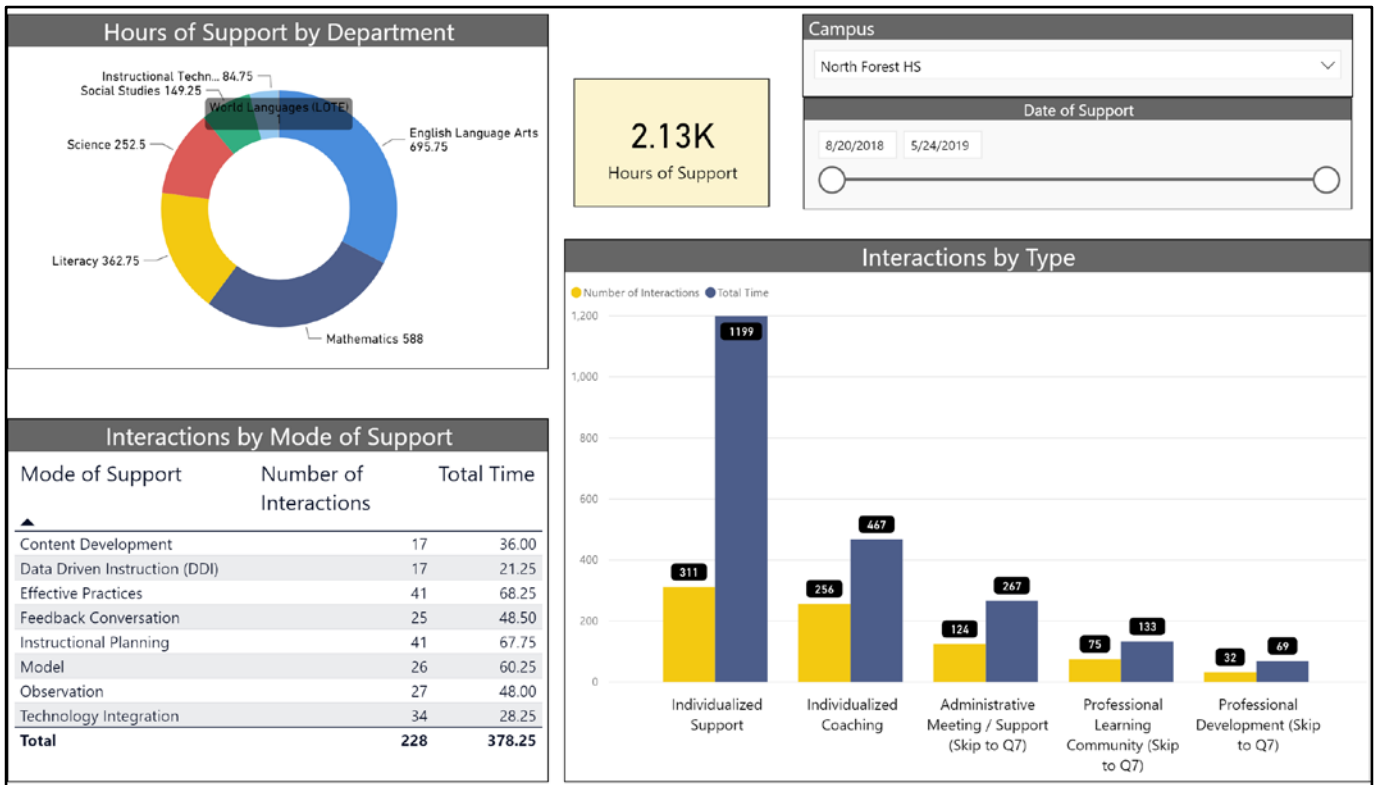 Hours of Support by Department
Instructional Techn... 84.75
Social Studies 149.25
World Languages (LOTE)
1
Science 252.5
English Language Arts
695.75
Literacy 362.75
Mathematics 588
2.13K
Hours of Support
Campus
North Forest HS
Date of Support
8/20/2018 5/24/2019
Interactions by Mode of Support
Mode of Support Number of Interactions Total Time
Content Development 17 36.00
Data Driven Instruction (DDI) 17 21.25
Effective Practices 41 68.25
Feedback Conversation 25 48.50
Instructional Planning 41 67.75
Model 26 60.25
Observation 27 48.00
Technology Integration 34 28.25
Total 228 378.25
Interactions by Type
Number of Interactions Total Time
1,200
1,000
800
600
400
200
0
311
1199
256
467
124
267
75
133
32
69
Individualized
Support
Individualized
Coaching
Administrative
Meeting / Support
(Skip to Q7)
Professional
Learning
Community (Skip
to Q7)
Professional
Development (Skip
to Q7)